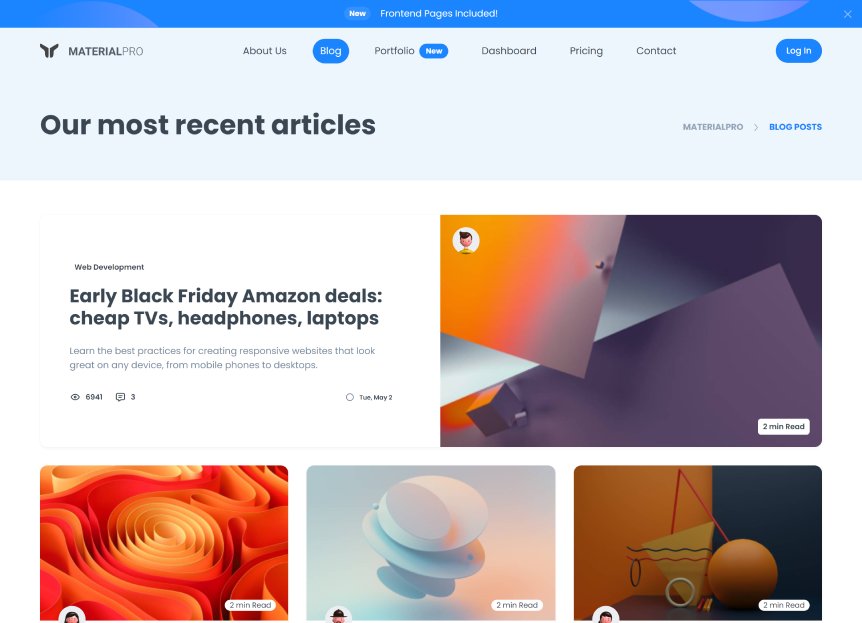 New Frontend Pages Included!
MATERIALPRO About Us Blog Portfolio New Dashboard Pricing Contact Log In
Our most recent articles
MATERIALPRO BLOG POSTS
Web Development
Early Black Friday Amazon deals:
cheap TVs, headphones, laptops
Learn the best practices for creating responsive websites that look
great on any device, from mobile phones to desktops.
6941 3 Tue, May 2
2 min Read
2 min Read 2 min Read 2 min Read